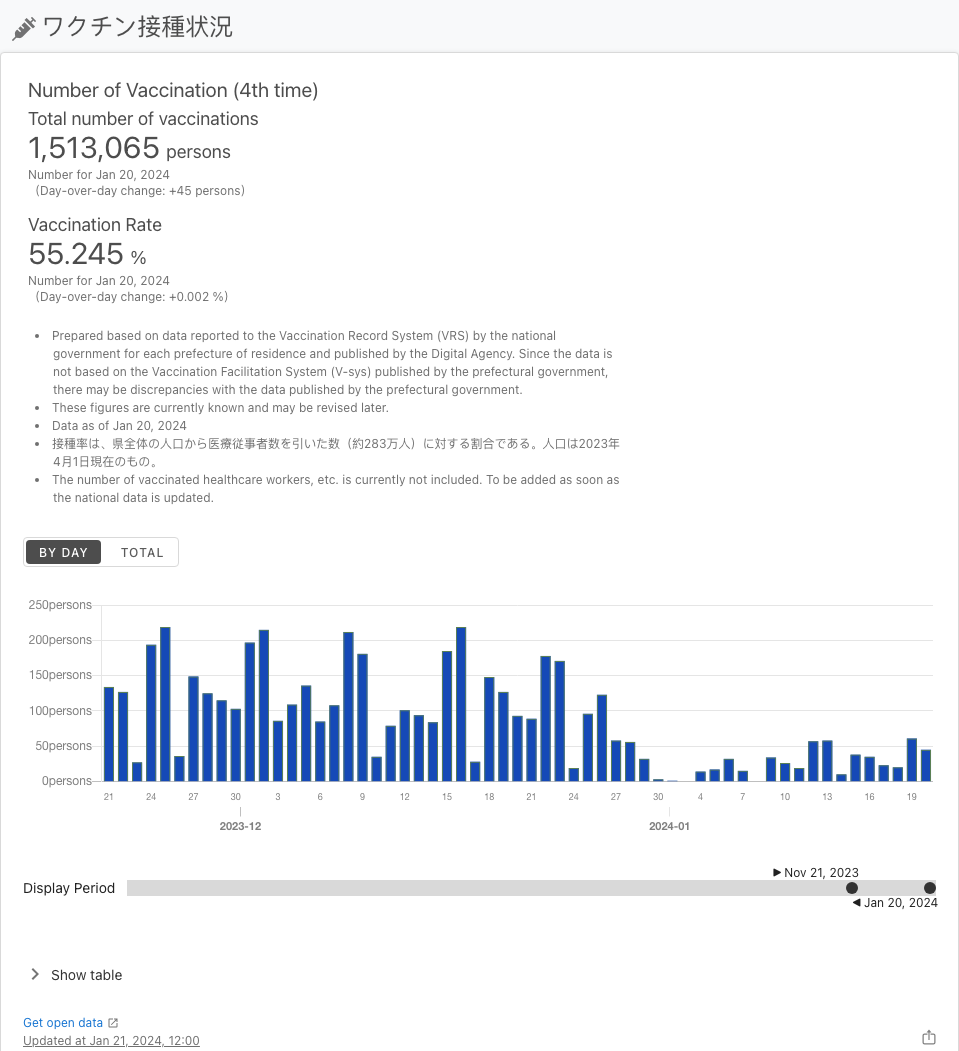 ワクチン接種状況
Number of Vaccination (4th time)
Total number of vaccinations
1,513,065 persons
Number for Jan 20, 2024
(Day-over-day change: +45 persons)
Vaccination Rate
55.245 %
Number for Jan 20, 2024
(Day-over-day change: +0.002 %)
• Prepared based on data reported to the Vaccination Record System (VRS) by the national
government for each prefecture of residence and published by the Digital Agency. Since the data is
not based on the Vaccination Facilitation System (V-sys) published by the prefectural government,
there may be discrepancies with the data published by the prefectural government.
• These figures are currently known and may be revised later.
• Data as of Jan 20, 2024
• 接種率は、県全体の人口から医療従事者数を引いた数（約283万人）に対する割合である。人口は2023年
4月1日現在のもの。
• The number of vaccinated healthcare workers, etc. is currently not included. To be added as soon as
the national data is updated.
BY DAY TOTAL
250persons
200persons
150persons
100persons
50persons
0persons
21 24 27 30 3 6 9 12 15 18 21 24 27 30 4 7 10 13 16 19
2023-12 2024-01
Nov 21, 2023
Display Period
Jan 20, 2024
Show table
Get open data
Updated at Jan 21, 2024, 12:00